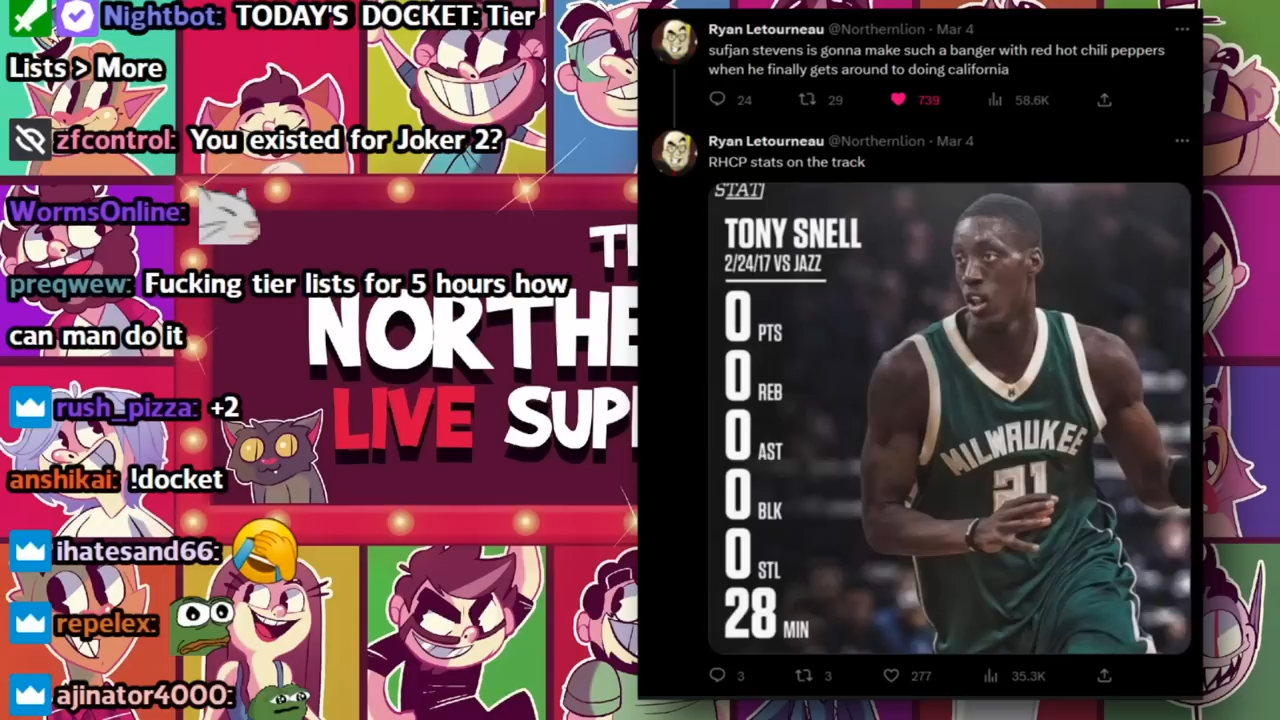 Nightbot: TODAY'S DOCKET: Tier
Lists > More
zfcontrol: You existed for Joker 2?
WormsOnline:
preqwew: Fucking tier lists for 5 hours how
can man do it
rush_pizza: +2
anshikai: !docket
ihatesand66:
repelex:
ajinator4000:
NORTHE
LIVE SUP
Ryan Letourneau @Northernlion · Mar 4
sufjan stevens is gonna make such a banger with red hot chili peppers
when he finally gets around to doing california
24 29 739 58.6K
Ryan Letourneau @Northernlion · Mar 4
RHCP stats on the track
STAT
TONY SNELL
2/24/17 VS JAZZ
0 PTS
0 REB
0 AST
0 BLK
0 STL
28 MIN
MILWAUKEE
21
3 3 277 35.3K